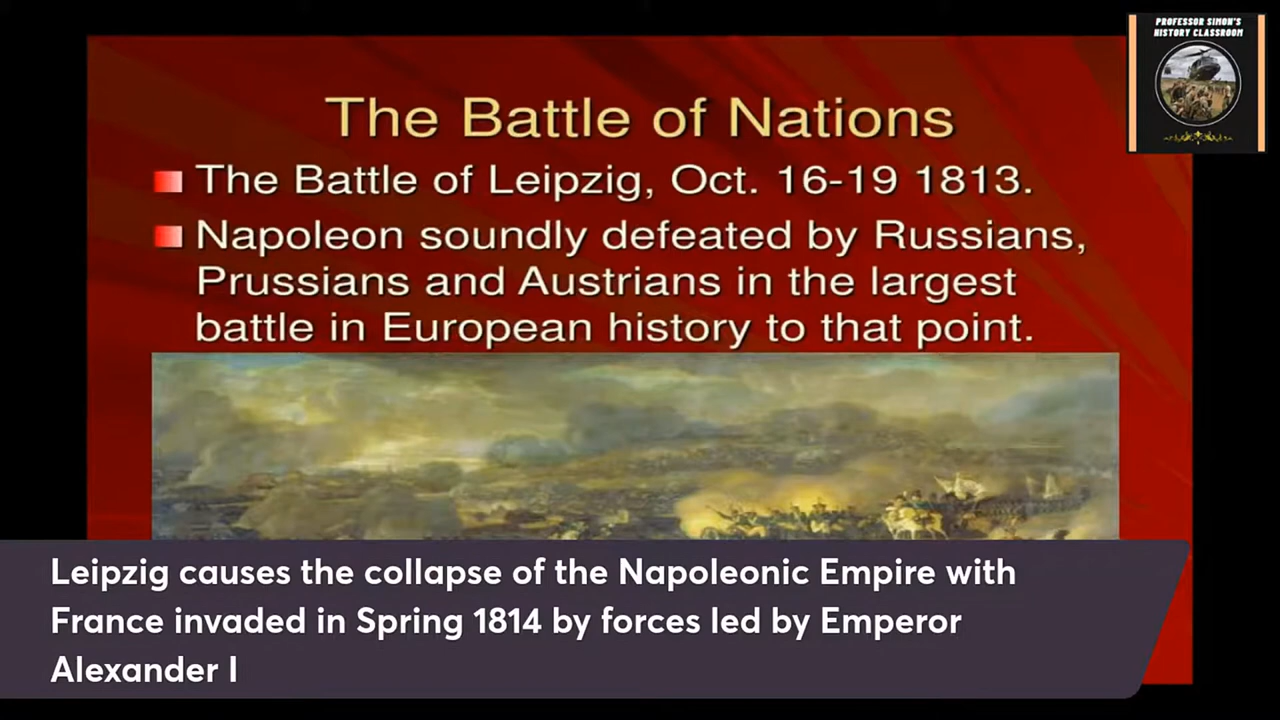 PROFESSOR SIMON'S
HISTORY CLASSROOM
The Battle of Nations
The Battle of Leipzig, Oct. 16-19 1813.
Napoleon soundly defeated by Russians,
Prussians and Austrians in the largest
battle in European history to that point.
Leipzig causes the collapse of the Napoleonic Empire with
France invaded in Spring 1814 by forces led by Emperor
Alexander I